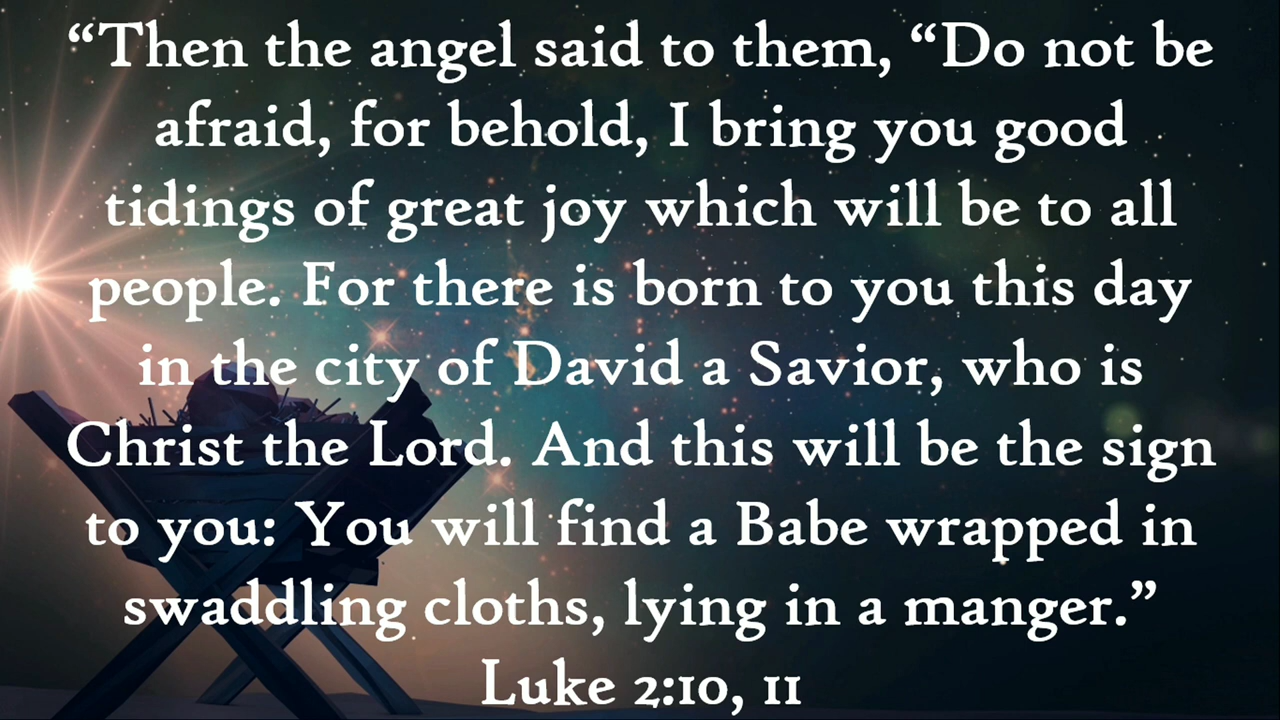 “Then the angel said to them, “Do not be
afraid, for behold, I bring you good
tidings of great joy which will be to all
people. For there is born to you this day
in the city of David a Savior, who is
Christ the Lord. And this will be the sign
to you: You will find a Babe wrapped in
swaddling cloths, lying in a manger.”
Luke 2:10, 11